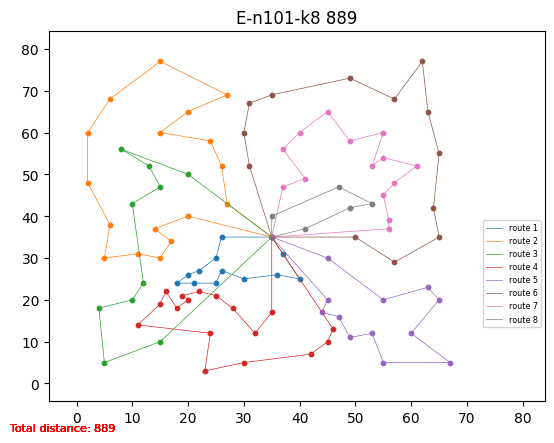 E-n101-k8 889
80
70
60
50
40
30
20
10
0
route 1
route 2
route 3
route 4
route 5
route 6
route 7
route 8
0 10 20 30 40 50 60 70 80
Total distance: 889